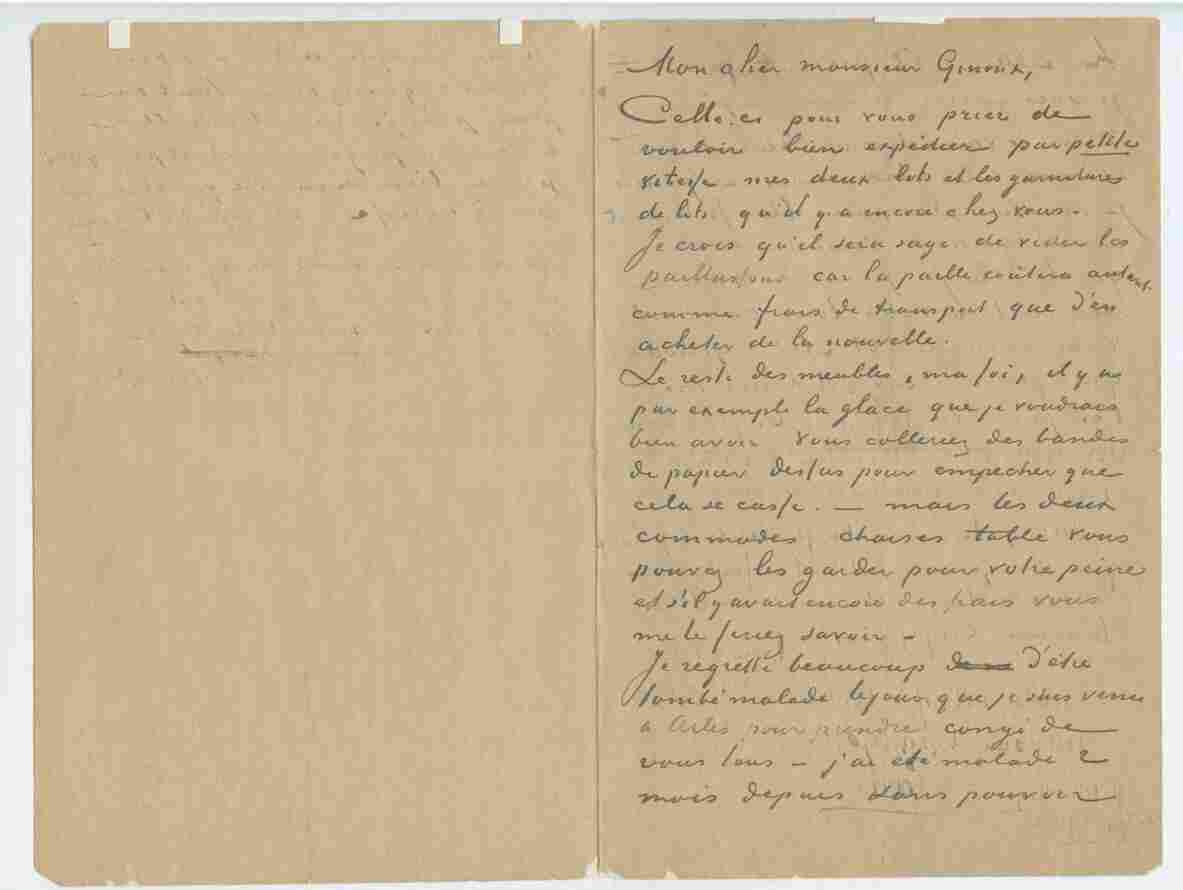 Mon cher monsieur Ginoux,
Celle-ci pour vous prier de
vouloir bien expédier par petite
vitesse mes deux lits et les garnitures
de lits qu'il y a encore chez vous.
Je crois qu'il sera sage de vider les
paillassons car la paille coûtera autant
comme frais de transport que d'en
acheter de la nouvelle.
Le reste des meubles, ma foi, il y a
par exemple la glace que je voudrais
bien avoir Vous colleriez des bandes
de papier dessus pour empecher que
cela se casse. — mais les deux
commodes, chaises table vous
pouvez les garder pour votre peine
et s'il y avait encore des frais vous
me le feriez savoir –
Je regrette beaucoup d'être
tombé malade le jour que je suis venu
a Arles pour prendre congé de
vous tous – j'ai été malade 2
mois depuis sans pouvoir